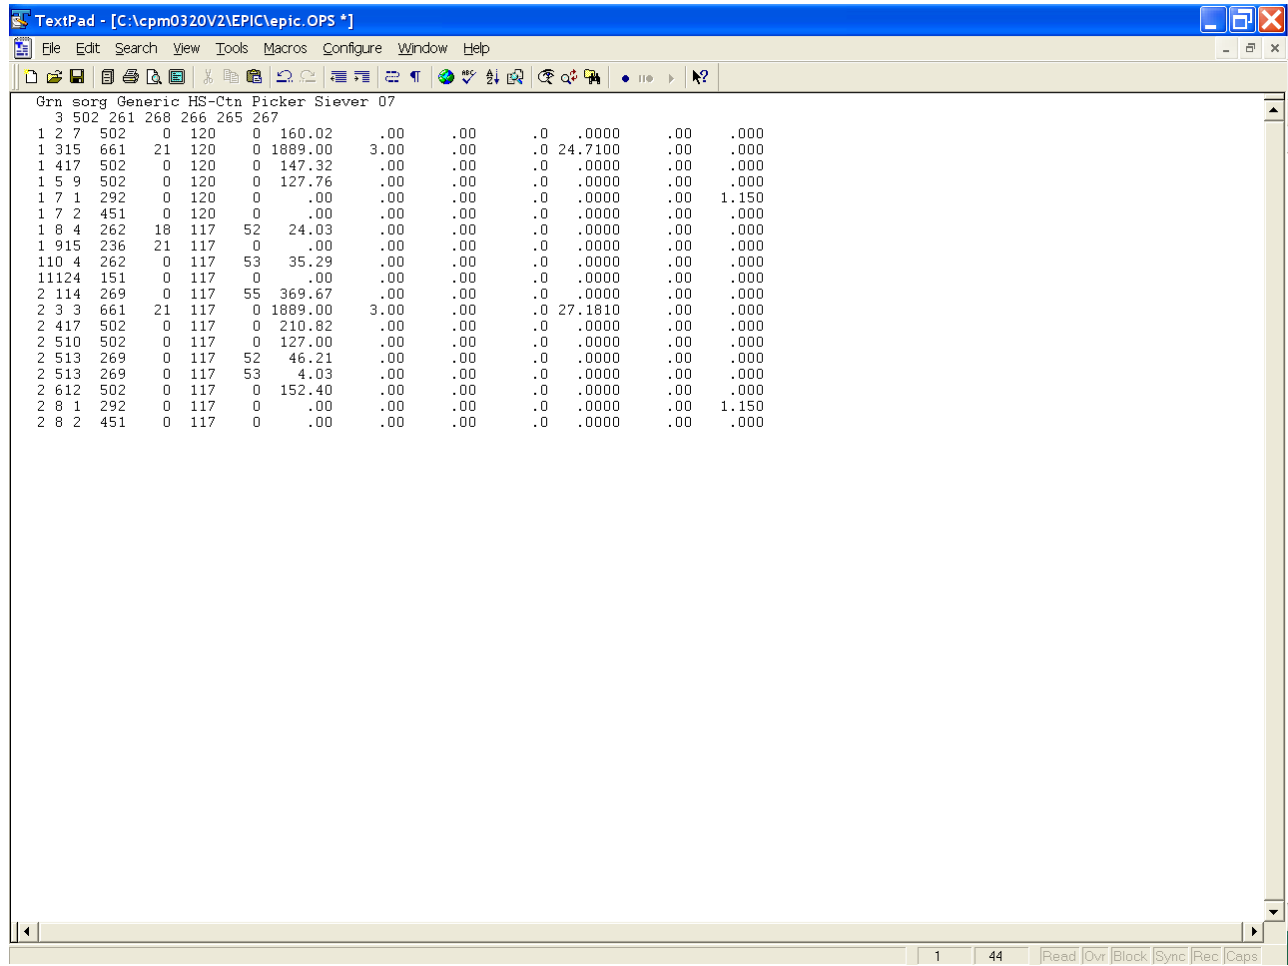 TextPad - [C:\cpm0320V2\EPIC\epic.OPS *]
File Edit Search View Tools Macros Configure Window Help
Grn sorg Generic HS-Ctn Picker Siever 07
3 502 261 268 266 265 267
1 2 7 502 0 120 0 160.02 .00 .00 .0 .0000 .00 .000
1 315 661 21 120 0 1889.00 3.00 .00 .0 24.7100 .00 .000
1 417 502 0 120 0 147.32 .00 .00 .0 .0000 .00 .000
1 5 9 502 0 120 0 127.76 .00 .00 .0 .0000 .00 .000
1 7 1 292 0 120 0 .00 .00 .00 .0 .0000 .00 1.150
1 7 2 451 0 120 0 .00 .00 .00 .0 .0000 .00 .000
1 8 4 262 18 117 52 24.03 .00 .00 .0 .0000 .00 .000
1 915 236 21 117 0 .00 .00 .00 .0 .0000 .00 .000
110 4 262 0 117 53 35.29 .00 .00 .0 .0000 .00 .000
11124 151 0 117 0 .00 .00 .00 .0 .0000 .00 .000
2 114 269 0 117 55 369.67 .00 .00 .0 .0000 .00 .000
2 3 3 661 21 117 0 1889.00 3.00 .00 .0 27.1810 .00 .000
2 417 502 0 117 0 210.82 .00 .00 .0 .0000 .00 .000
2 510 502 0 117 0 127.00 .00 .00 .0 .0000 .00 .000
2 513 269 0 117 52 46.21 .00 .00 .0 .0000 .00 .000
2 513 269 0 117 53 4.03 .00 .00 .0 .0000 .00 .000
2 612 502 0 117 0 152.40 .00 .00 .0 .0000 .00 .000
2 8 1 292 0 117 0 .00 .00 .00 .0 .0000 .00 1.150
2 8 2 451 0 117 0 .00 .00 .00 .0 .0000 .00 .000
1 44 Read Ovr Block Sync Rec Caps